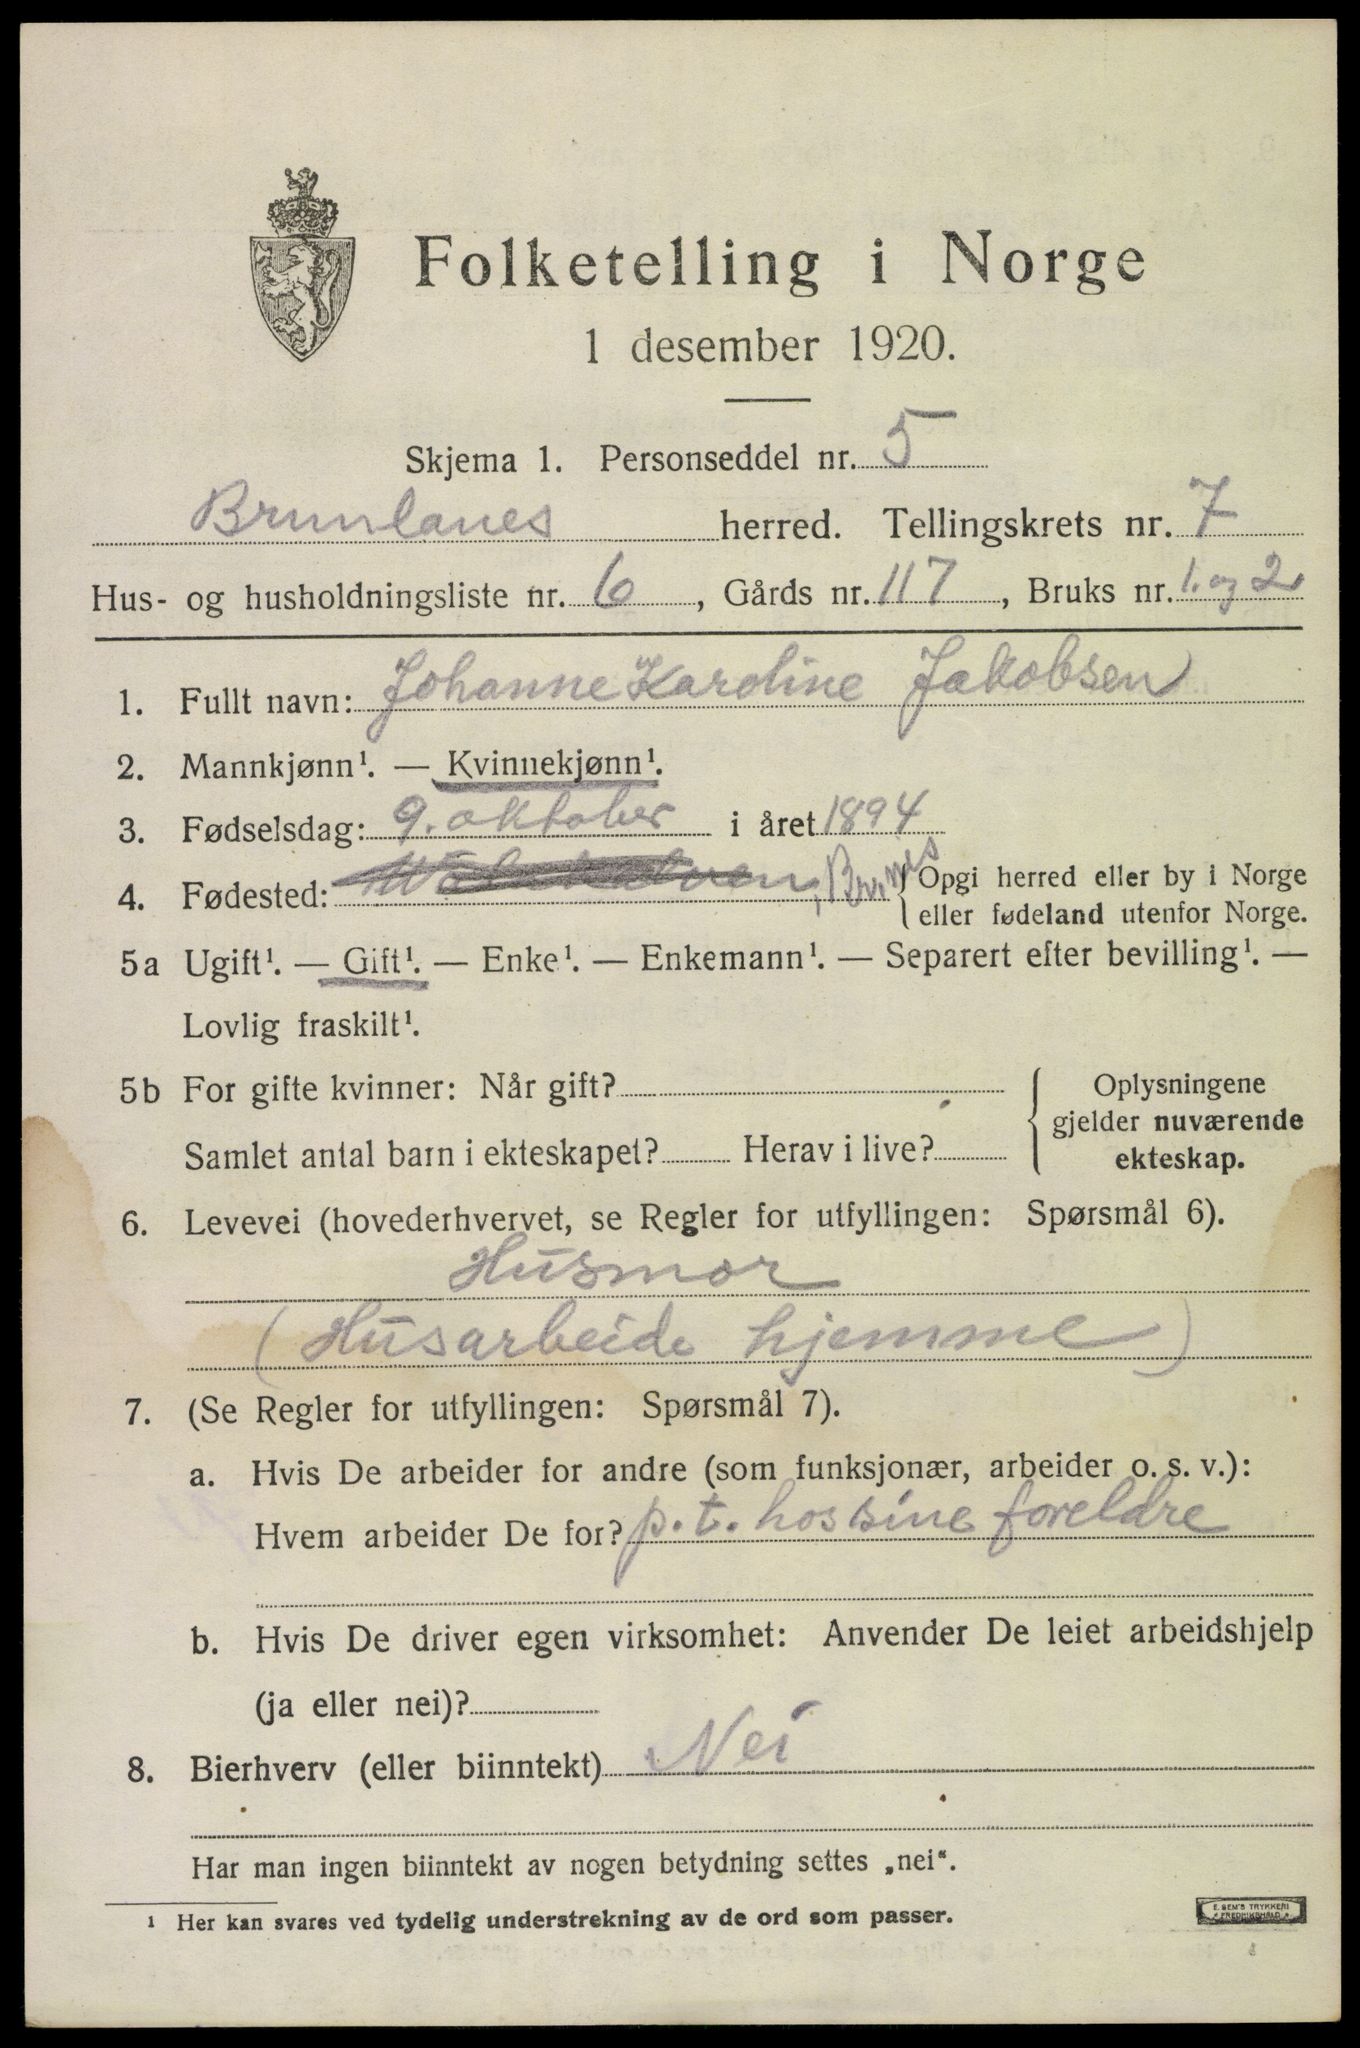 Folketelling i Norge
1 desember 1920.
Skjema 1. Personseddel nr. 5
Brunlanes herred. Tellingskrets nr. 7
Hus- og husholdningsliste nr. 6, Gårds nr. 117, Bruks nr. 1. og 2.
1. Fullt navn: Johanne Karoline Jakobsen
2. Mannkjønn¹. — Kvinnekjønn¹.
3. Fødselsdag: 9. oktober i året 1894
4. Fødested: { Opgi herred eller by i Norge
eller fødeland utenfor Norge.
5a Ugift¹. — Gift¹. — Enke¹. — Enkemann¹. — Separert efter bevilling¹. —
Lovlig fraskilt¹.
5b For gifte kvinner: Når gift? { Oplysningene
gjelder nuværende
Samlet antal barn i ekteskapet? Herav i live? ekteskap.
6. Levevei (hovederhvervet, se Regler for utfyllingen: Spørsmål 6).
Husmor
(Husarbeide hjemme)
7. (Se Regler for utfyllingen: Spørsmål 7).
a. Hvis De arbeider for andre (som funksjonær, arbeider o. s. v.):
Hvem arbeider De for? p.t. hos sine foreldre
b. Hvis De driver egen virksomhet: Anvender De leiet arbeidshjelp
(ja eller nei)?
8. Bierhverv (eller biinntekt) Nei
Har man ingen biinntekt av nogen betydning settes „nei“.
¹ Her kan svares ved tydelig understrekning av de ord som passer.
E. SEM'S TRYKKERI
FREDRIKSHALD